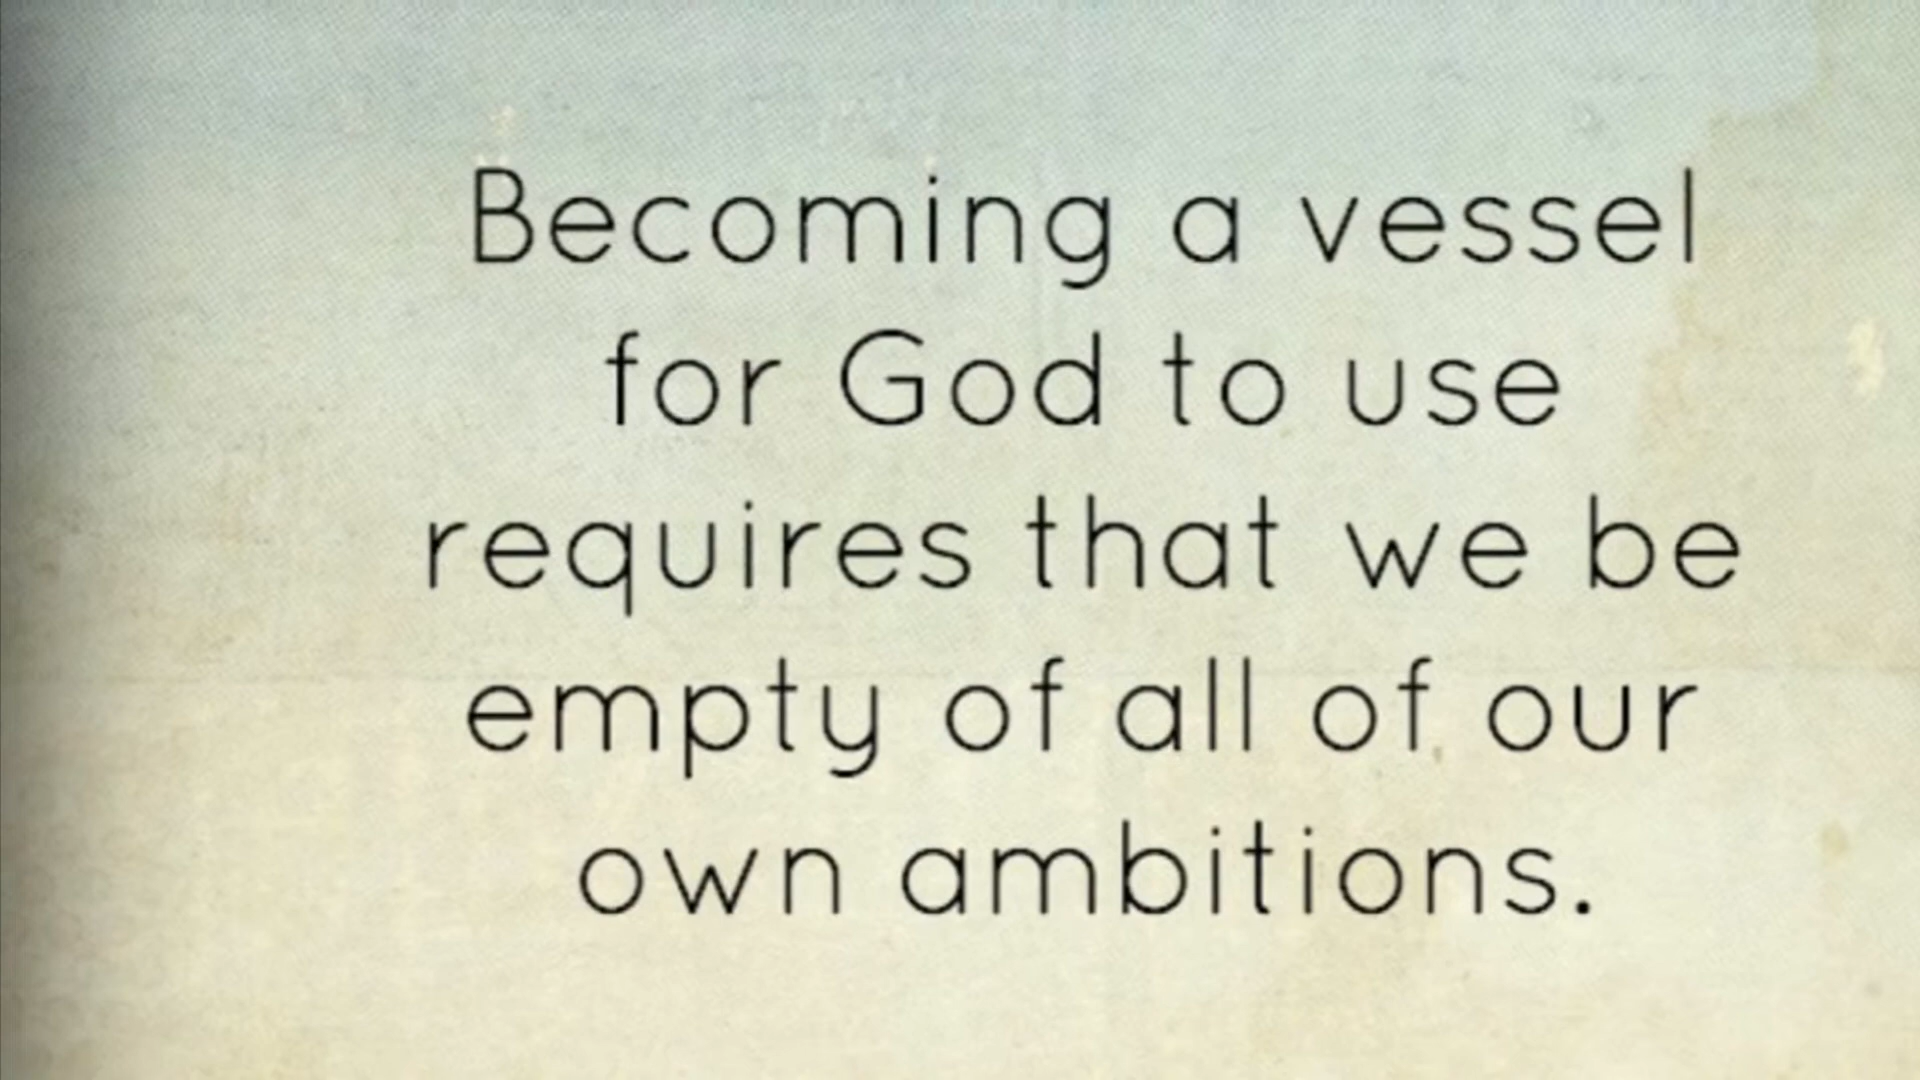 Becoming a vessel
for God to use
requires that we be
empty of all of our
own ambitions.